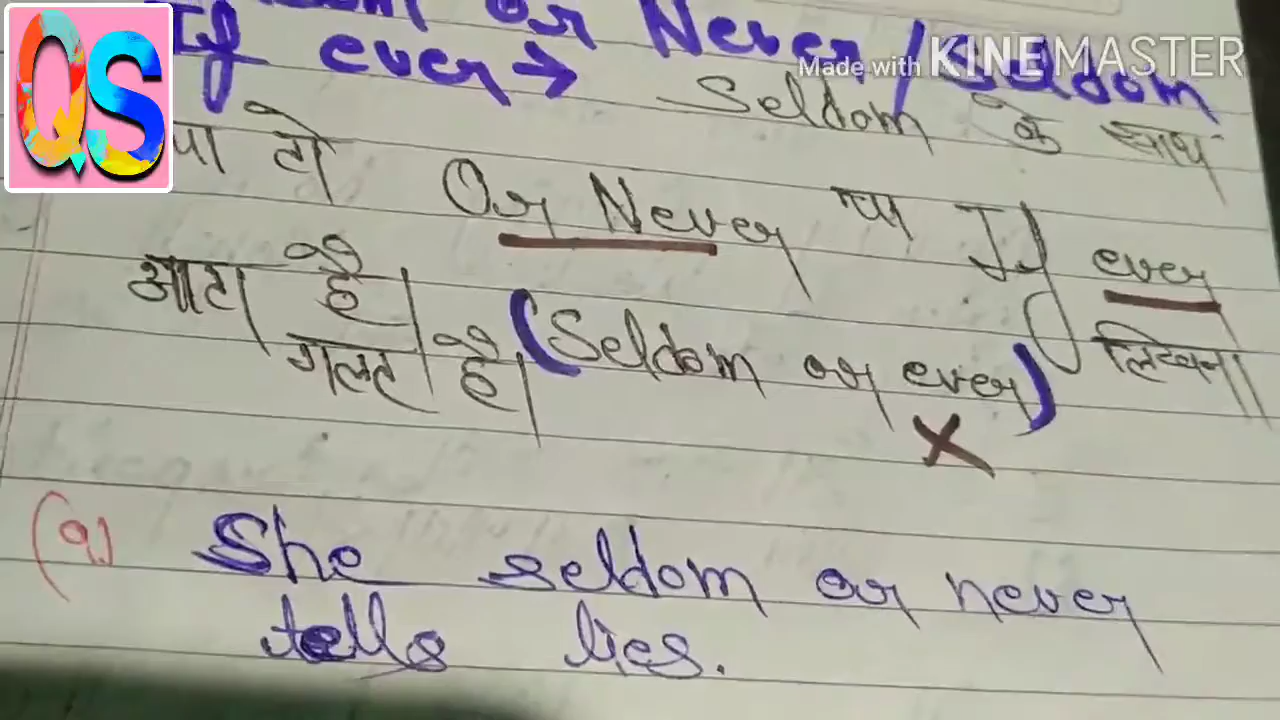 QS
Made with KINEMASTER
Seldom or Never/Seldom
If ever→ Seldom के साथ
या तो Or Never या If ever
आता है। (Seldom or ever) लिखना
गलत है। X
(a) She seldom or never
tells lies.